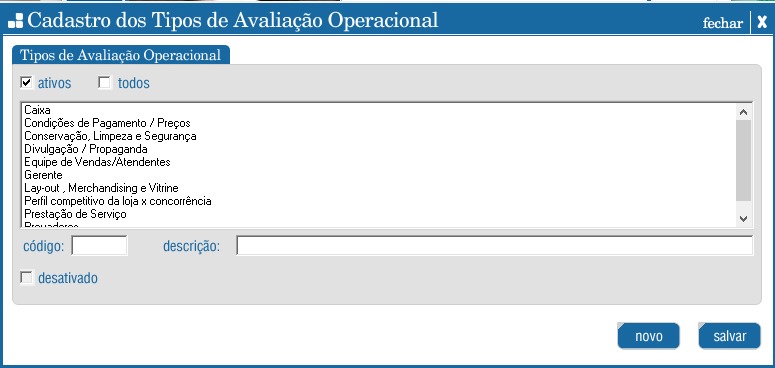 Cadastro dos Tipos de Avaliação Operacional
fechar X
Tipos de Avaliação Operacional
ativos todos
Caixa
Condições de Pagamento / Preços
Conservação, Limpeza e Segurança
Divulgação / Propaganda
Equipe de Vendas/Atendentes
Gerente
Lay-out , Merchandising e Vitrine
Perfil competitivo da loja x concorrência
Prestação de Serviço
código: descrição:
desativado
novo salvar